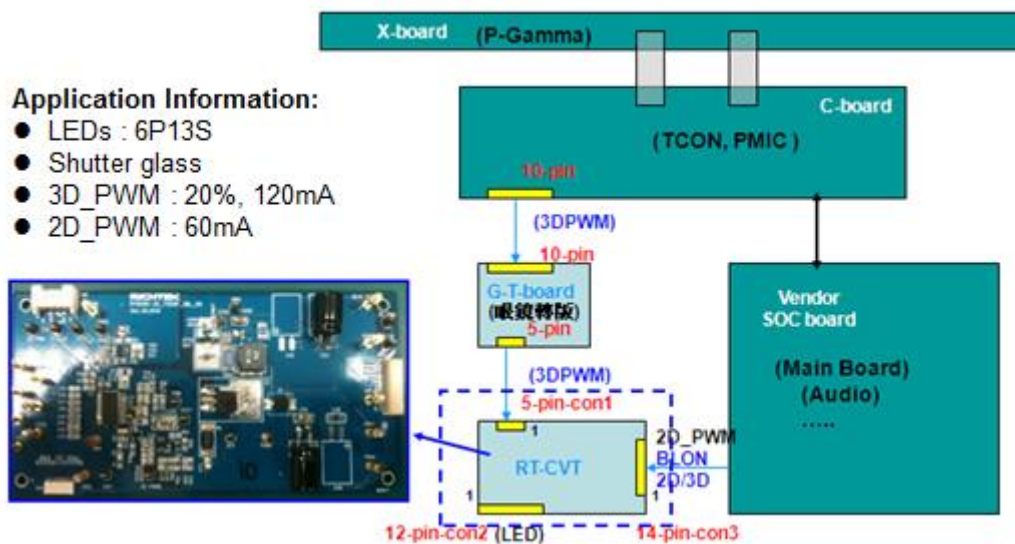 X-board
(P-Gamma)
Application Information:
● LEDs : 6P13S
● Shutter glass
● 3D_PWM : 20%, 120mA
● 2D_PWM : 60mA
C-board
(TCON, PMIC )
10-pin
(3DPWM)
10-pin
G-T-board
(眼鏡轉版)
5-pin
(3DPWM)
Vendor
SOC board
(Main Board)
(Audio)
.....
5-pin-con1
1
RT-CVT
2D_PWM
BLON
2D/3D
1
1
12-pin-con2
(LED)
14-pin-con3
RICHTEK